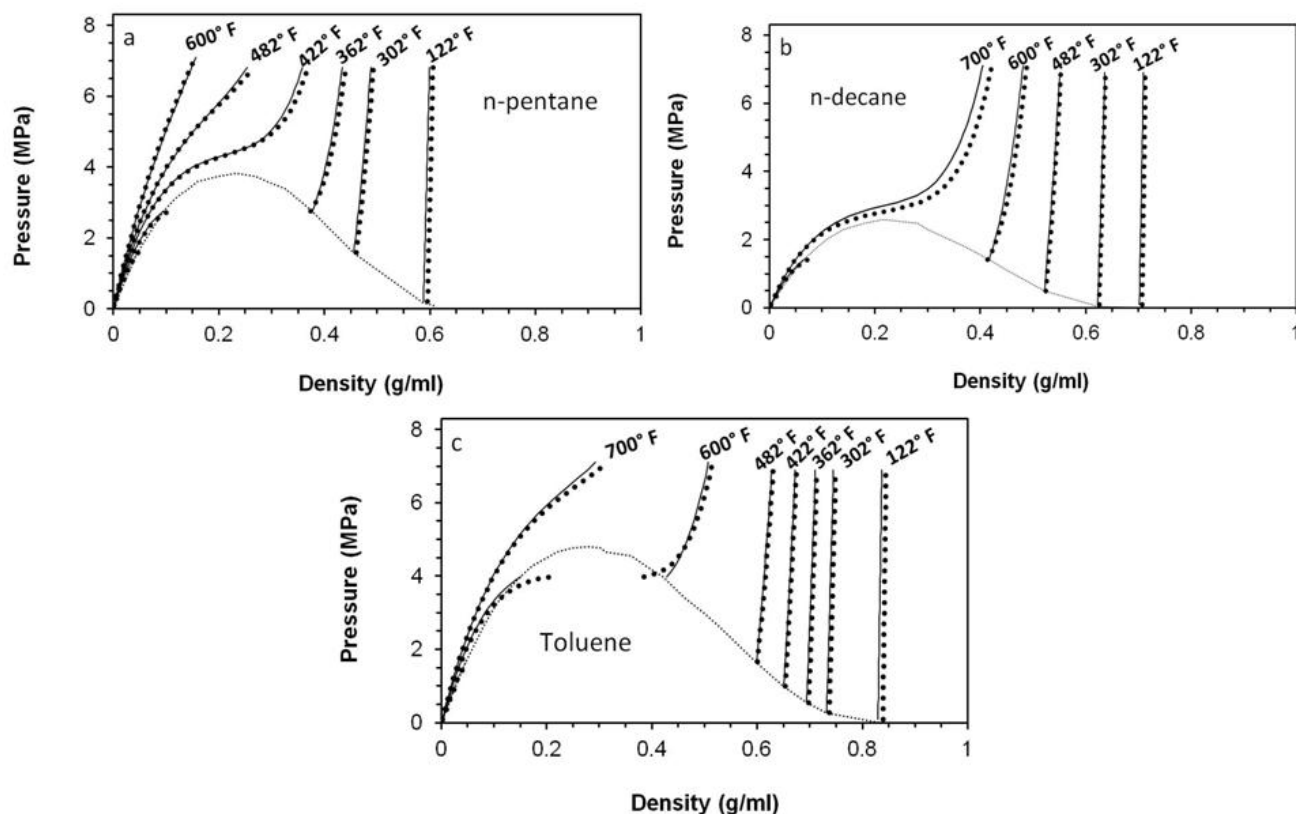 a
600° F
482° F
422° F
362° F
302° F
122° F
n-pentane
8
6
4
2
0
0
0.2
0.4
0.6
0.8
1
Pressure (MPa)
Density (g/ml)
b
700° F
600° F
482° F
302° F
122° F
n-decane
8
6
4
2
0
0
0.2
0.4
0.6
0.8
1
Pressure (MPa)
Density (g/ml)
c
700° F
600° F
482° F
422° F
362° F
302° F
122° F
Toluene
8
6
4
2
0
0
0.2
0.4
0.6
0.8
1
Pressure (MPa)
Density (g/ml)